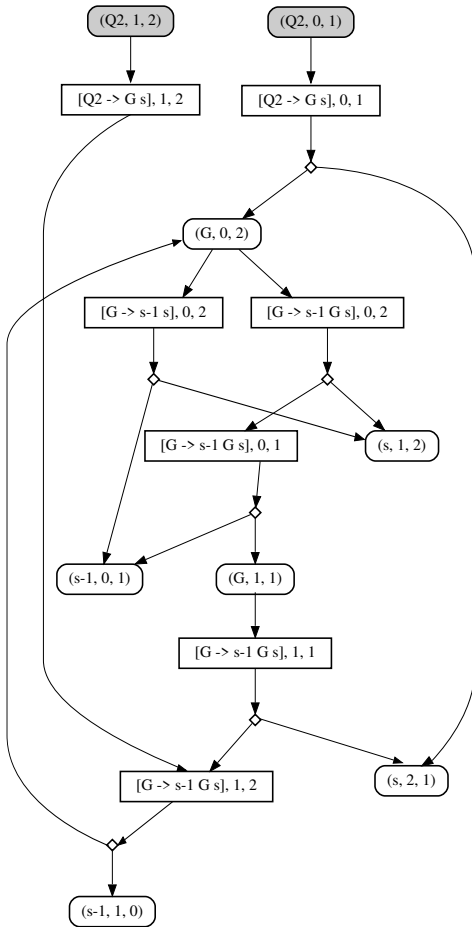 (Q2, 1, 2)
(Q2, 0, 1)
[Q2 -> G s], 1, 2
[Q2 -> G s], 0, 1
(G, 0, 2)
[G -> s-1 s], 0, 2
[G -> s-1 G s], 0, 2
[G -> s-1 G s], 0, 1
(s, 1, 2)
(s-1, 0, 1)
(G, 1, 1)
[G -> s-1 G s], 1, 1
[G -> s-1 G s], 1, 2
(s, 2, 1)
(s-1, 1, 0)